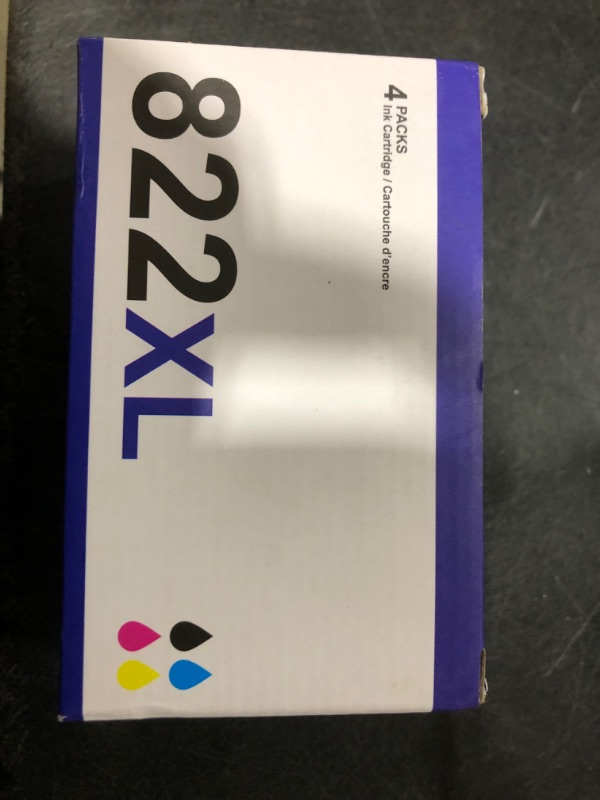 4 PACKS
Ink Cartridge / Cartouche d'encre
822XL